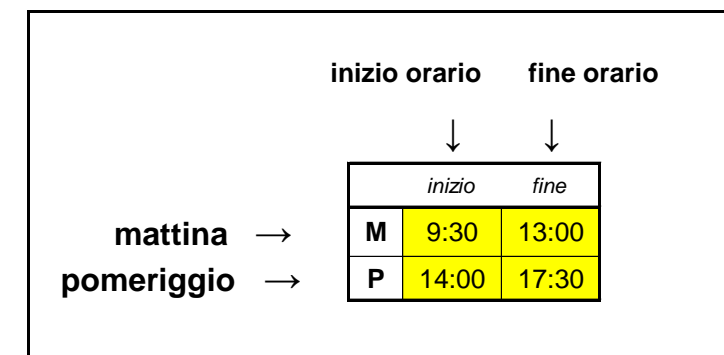 inizio orario fine orario
↓ ↓
inizio fine
mattina → M 9:30 13:00
pomeriggio → P 14:00 17:30